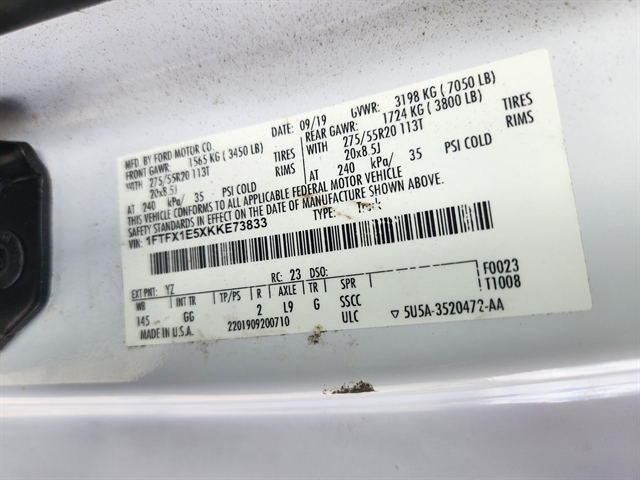 MFD. BY FORD MOTOR CO. DATE: 09/19 GVWR: 3198 KG ( 7050 LB)
FRONT GAWR: 1565 KG ( 3450 LB) REAR GAWR: 1724 KG ( 3800 LB)
WITH 275/55R20 113T TIRES WITH 275/55R20 113T TIRES
20x8.5J RIMS 20x8.5J RIMS
AT 240 kPa/ 35 PSI COLD AT 240 kPa/ 35 PSI COLD
THIS VEHICLE CONFORMS TO ALL APPLICABLE FEDERAL MOTOR VEHICLE
SAFETY STANDARDS IN EFFECT ON THE DATE OF MANUFACTURE SHOWN ABOVE.
VIN: 1FTFX1E5XKKE73833 TYPE:
EXT PNT: YZ RC: 23 DSO: F0023
WB INT TR TP/PS R AXLE TR SPR T1008
145 GG 2 L9 G SSCC
MADE IN U.S.A. 2201909200710 ULC ▽ 5U5A-3520472-AA